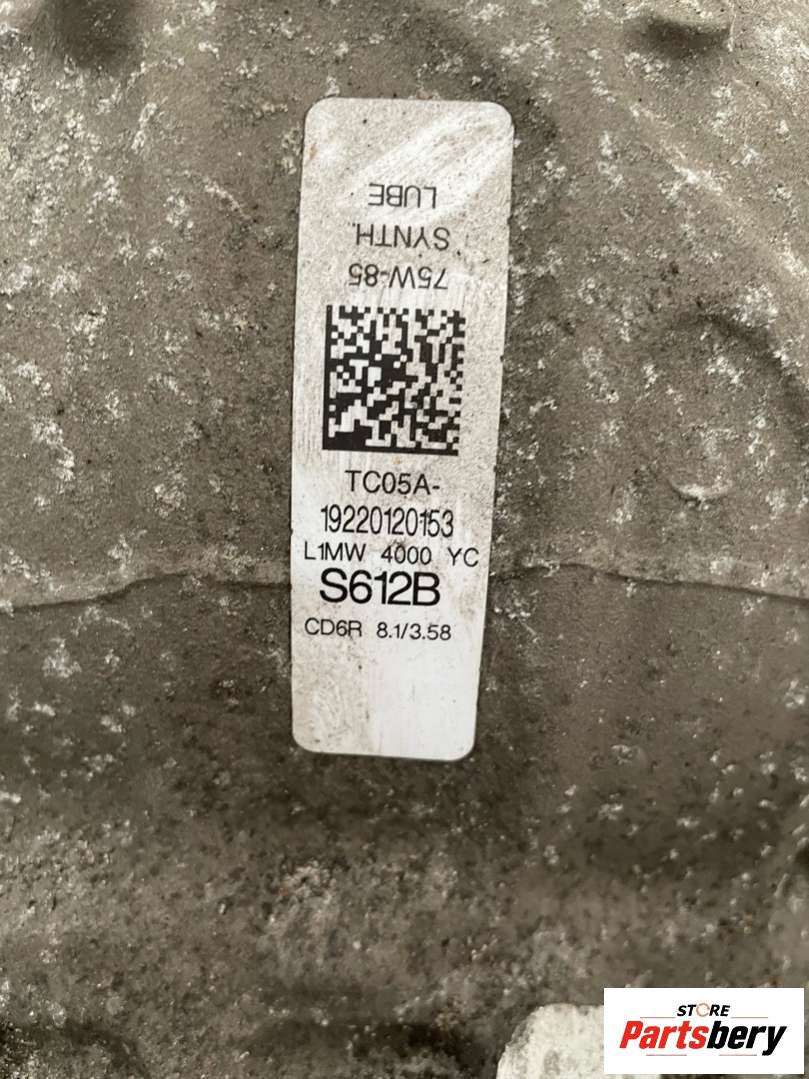 LUBE
SYNTH.
75W-85
TC05A-
19220120153
L1MW 4000 YC
S612B
CD6R 8.1/3.58
STORE
Partsbery